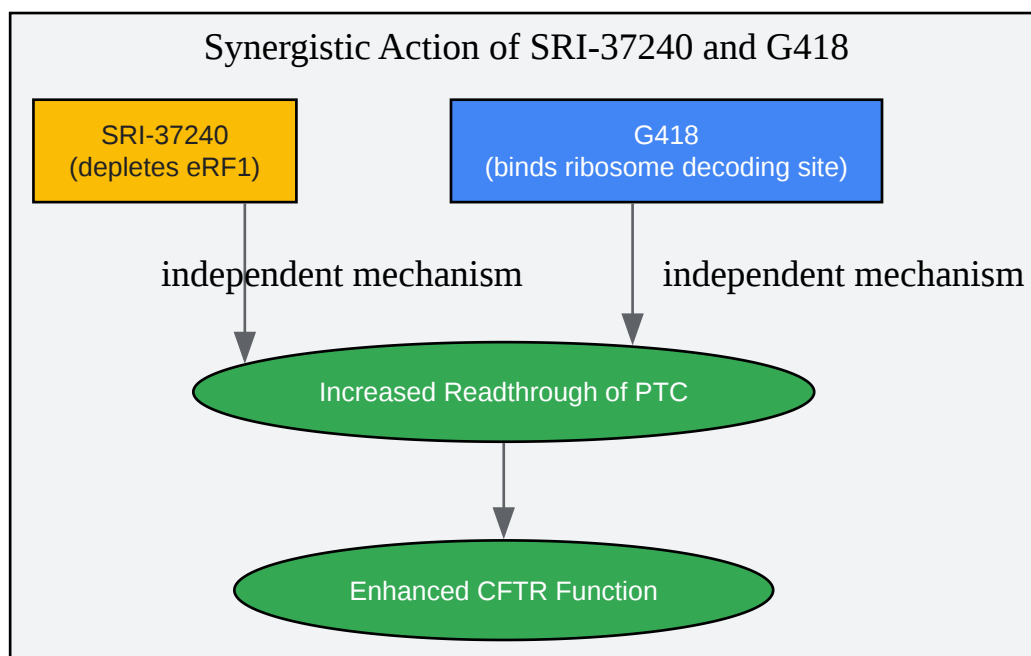 Synergistic Action of SRI-37240 and G418
SRI-37240
(depletes eRF1)
G418
(binds ribosome decoding site)
independent mechanism
independent mechanism
Increased Readthrough of PTC
Enhanced CFTR Function